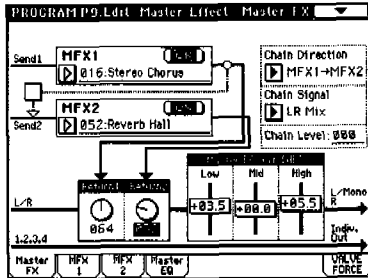 PROGRAM P9.Edit Master Effect Master FX
Send1
MFX1
ON
016:Stereo Chorus
MFX2
052:Reverb Hall
Send2
Chain Direction
MFX1→MFX2
Chain Signal
LR Mix
Chain Level: 000
Return1
Return2
Low
Mid
High
L/R
064
+03.5
+00.0
+05.5
L/Mono
R
1,2,3,4
Indiv.
Out
Master
FX
MFX
1
MFX
2
Master
EQ
VALUE
FORCE